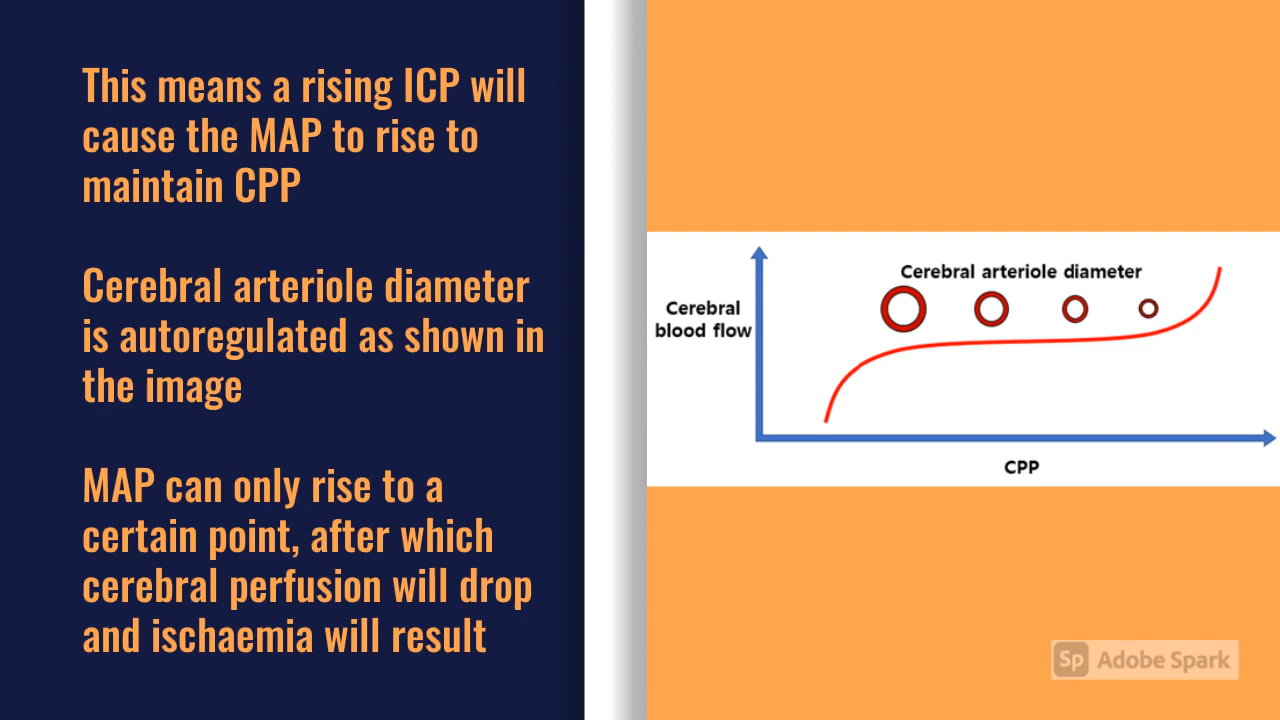 This means a rising ICP will
cause the MAP to rise to
maintain CPP
Cerebral arteriole diameter
is autoregulated as shown in
the image
MAP can only rise to a
certain point, after which
cerebral perfusion will drop
and ischaemia will result
Cerebral arteriole diameter
Cerebral
blood flow
CPP
Sp Adobe Spark